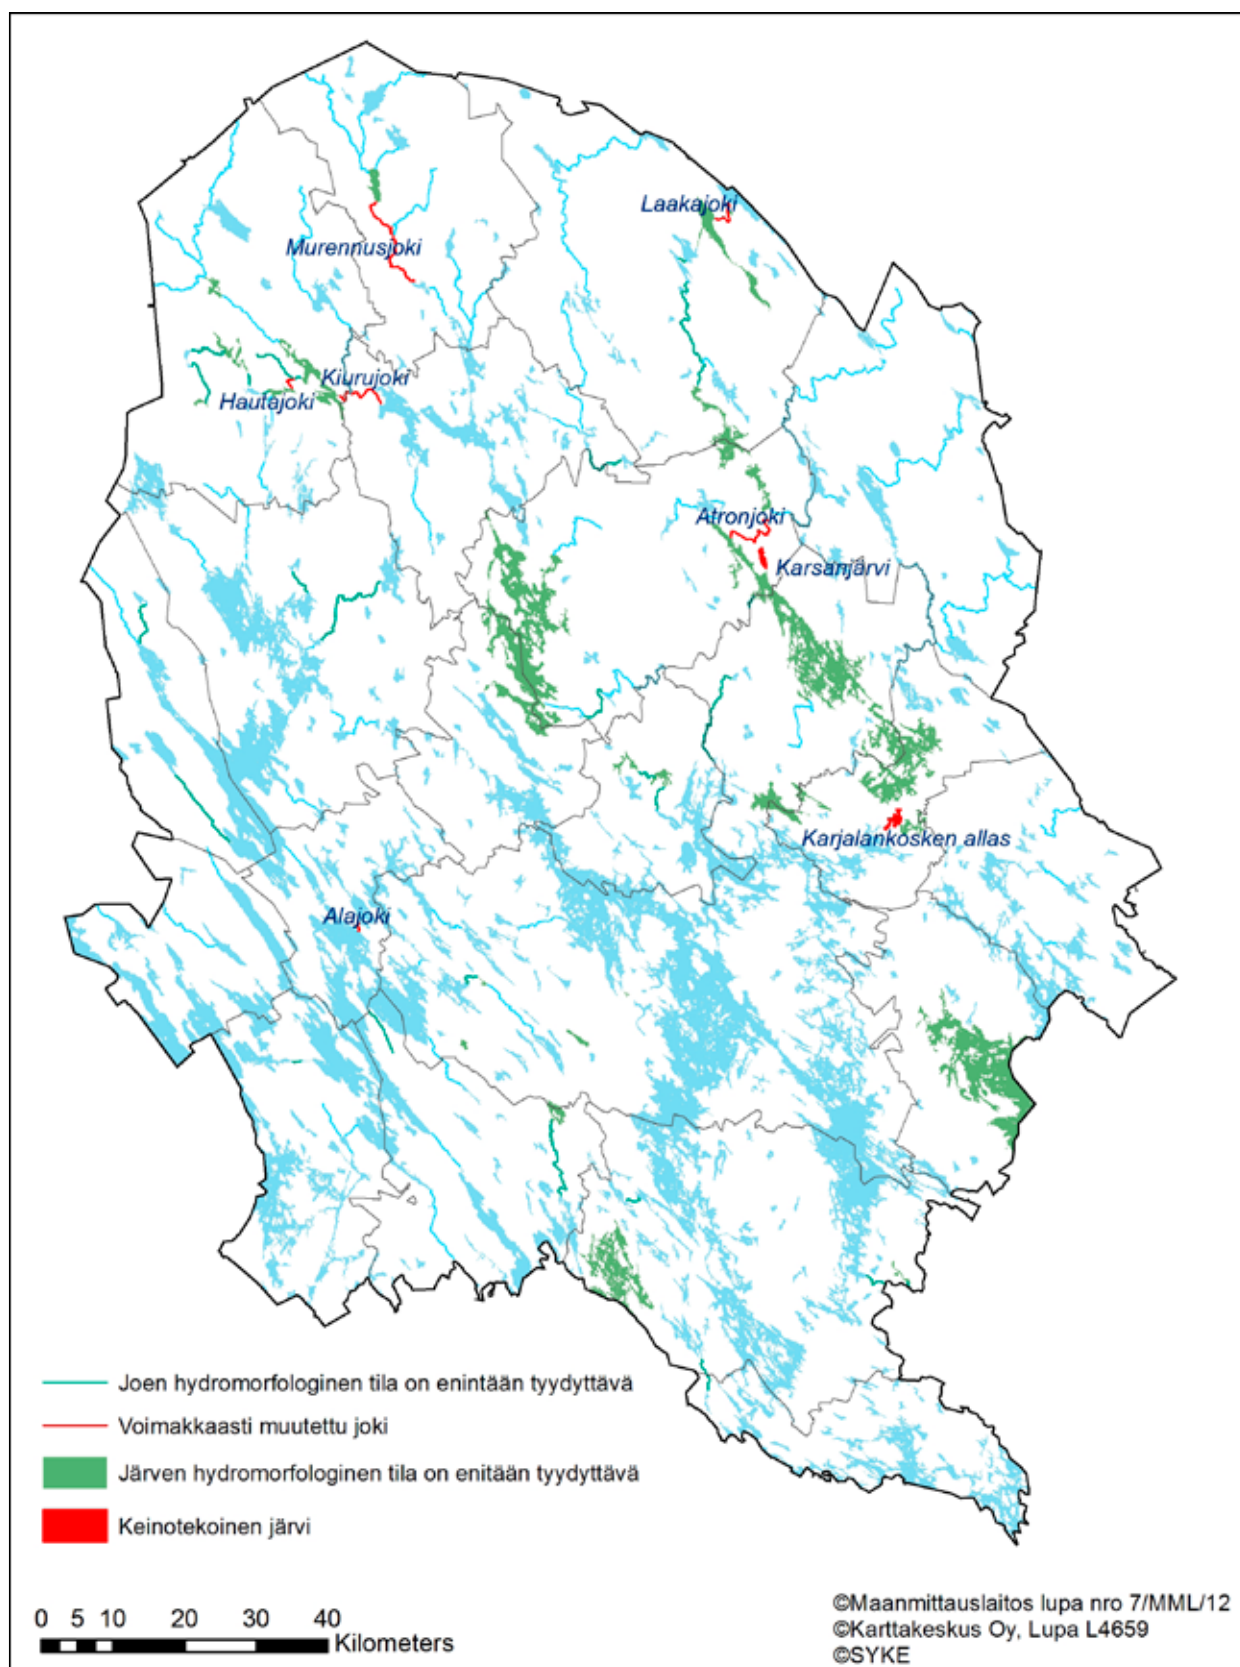 Laakajoki
Murennusjoki
Kiurujoki
Hautajoki
Atronjoki
Karsanjärvi
Karjalankosken allas
Alajoki
Joen hydromorfologinen tila on enintään tyydyttävä
Voimakkaasti muutettu joki
Järven hydromorfologinen tila on enitään tyydyttävä
Keinotekoinen järvi
0 5 10 20 30 40
Kilometers
©Maanmittauslaitos lupa nro 7/MML/12
©Karttakeskus Oy, Lupa L4659
©SYKE